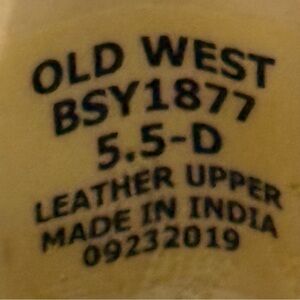 OLD WEST
BSY1877
5.5-D
LEATHER UPPER
MADE IN INDIA
09232019